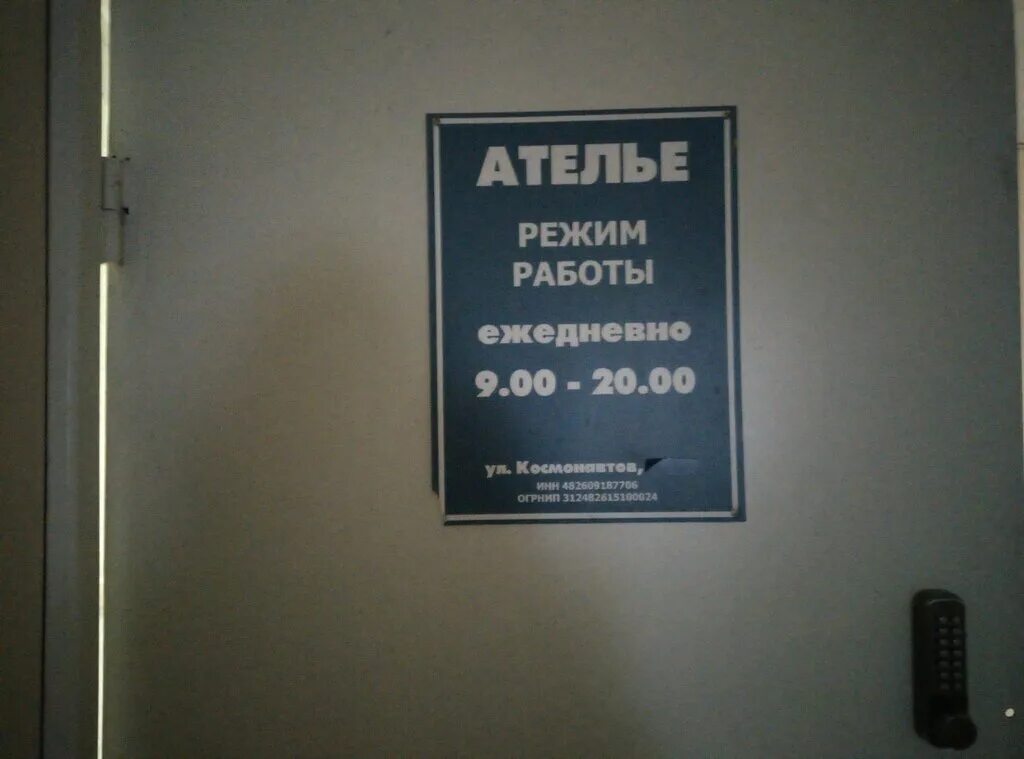 АТЕЛЬЕ
РЕЖИМ
РАБОТЫ
ежедневно
9.00 - 20.00
ул. Космонавтов,
ИНН 482609187706
ОГРНИП 312482615100024